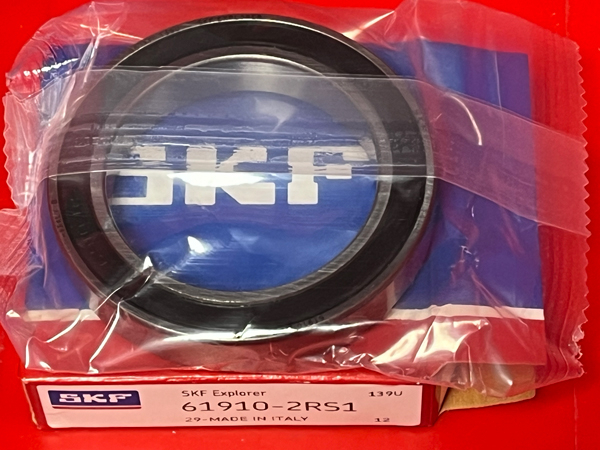 SKF
SKF
SKF Explorer
139U
61910-2RS1
29-MADE IN ITALY
12